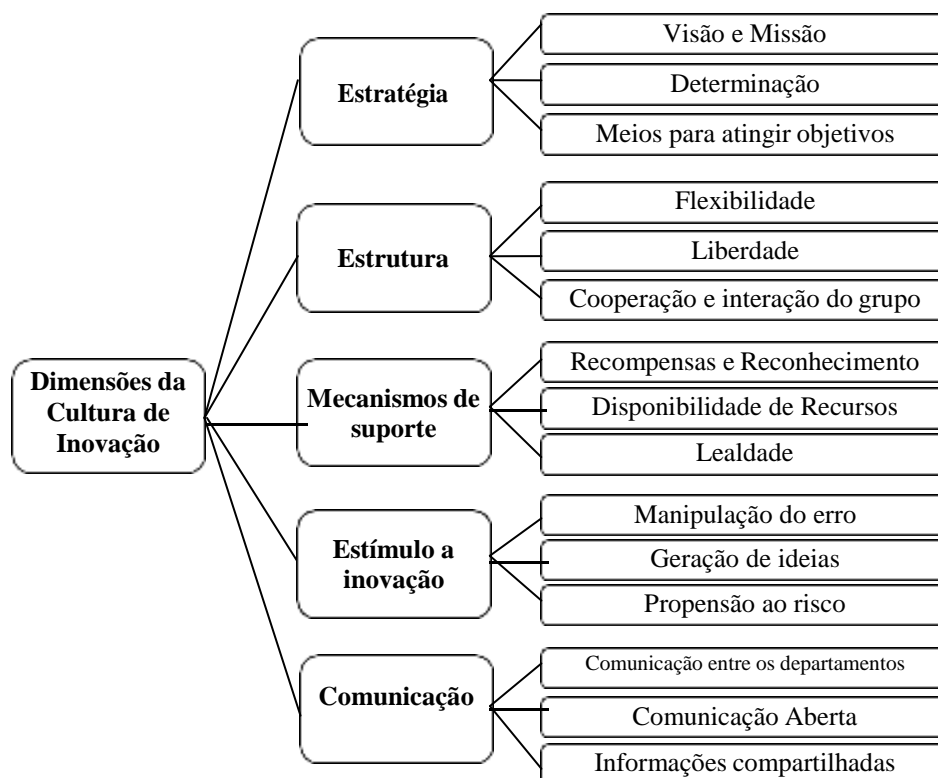 Dimensões da
Cultura de
Inovação
Estratégia
Visão e Missão
Determinação
Meios para atingir objetivos
Estrutura
Flexibilidade
Liberdade
Cooperação e interação do grupo
Mecanismos de
suporte
Recompensas e Reconhecimento
Disponibilidade de Recursos
Lealdade
Estímulo a
inovação
Manipulação do erro
Geração de ideias
Propensão ao risco
Comunicação
Comunicação entre os departamentos
Comunicação Aberta
Informações compartilhadas